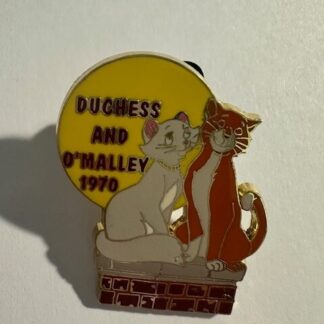 DUCHESS
AND
O'MALLEY
1970